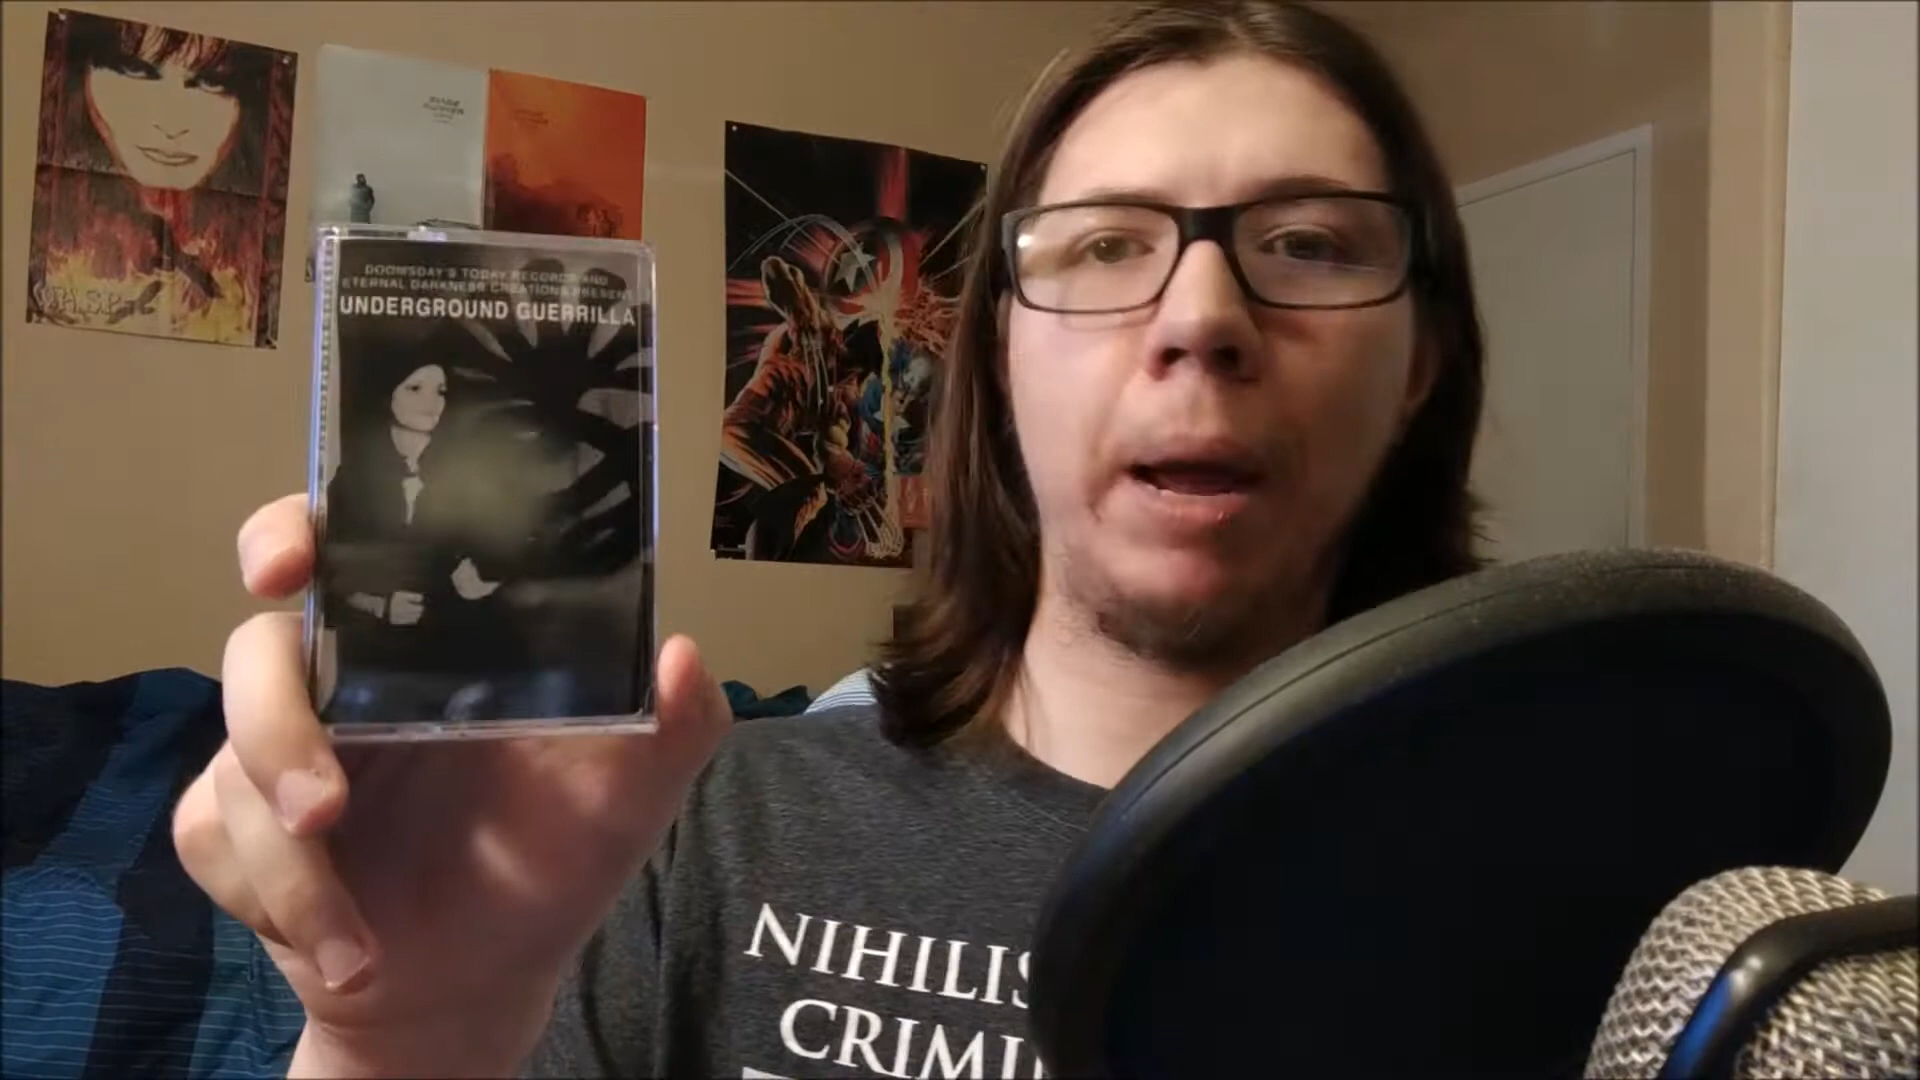 W.A.S.P.
DOOMSDAY'S TODAY RECORDS AND
ETERNAL DARKNESS CREATIONS PRESENT
UNDERGROUND GUERRILLA
NIHILIS
CRIMI